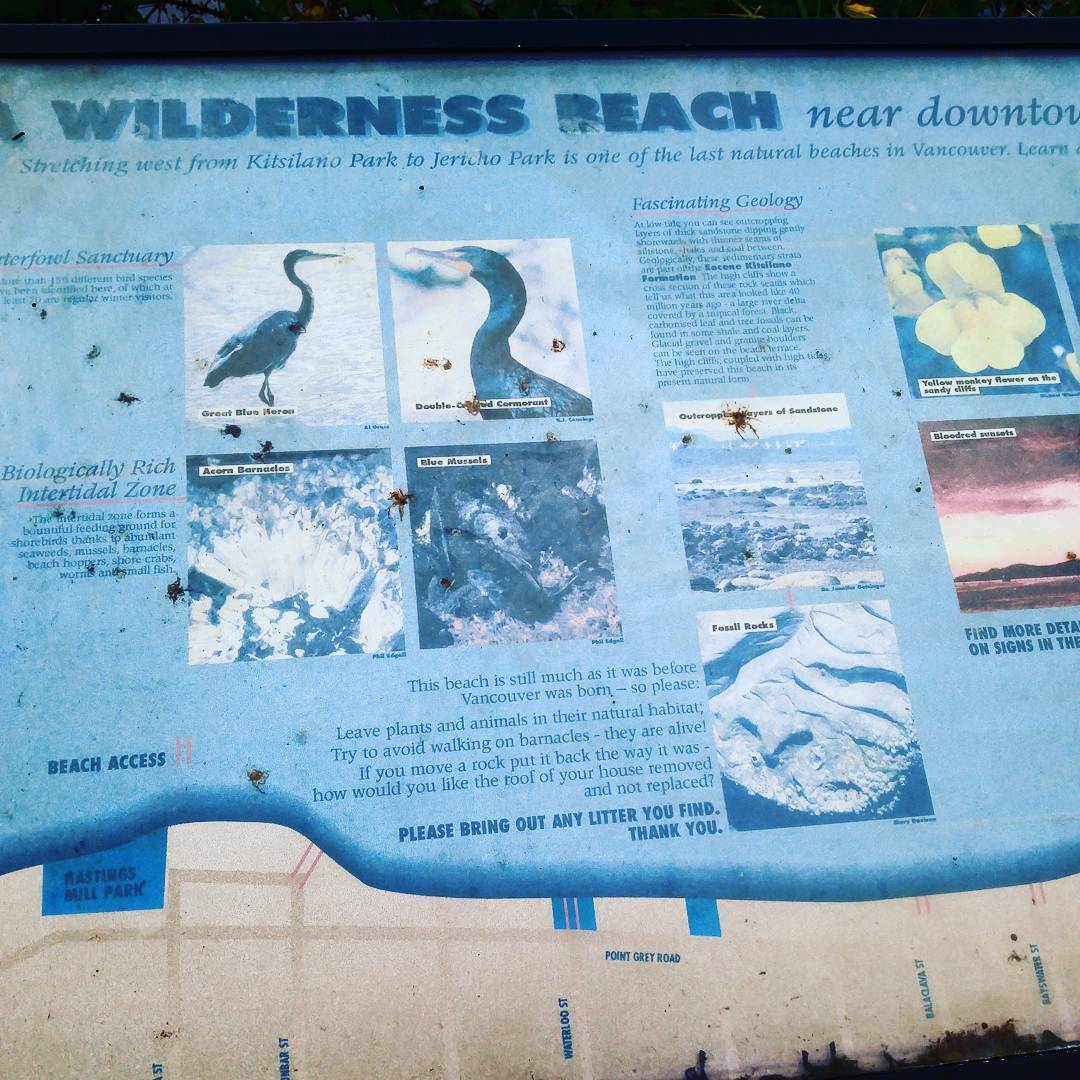 A WILDERNESS BEACH near downtow
Stretching west from Kitsilano Park to Jericho Park is one of the last natural beaches in Vancouver. Learn
terfowl Sanctuary
More than 150 different bird species
ve been identified here, of which at
least 70 are regular winter visitors.
Great Blue Heron
Al Grass
Double-Crested Cormorant
Biologically Rich
Intertidal Zone
The intertidal zone forms a
bountiful feeding ground for
shorebirds thanks to abundant
seaweeds, mussels, barnacles,
beach hoppers, shore crabs,
worms and small fish.
Acorn Barnacles
Phil Edgell
Blue Mussels
Phil Edgell
Fascinating Geology
At low tide you can see outcropping
layers of thick sandstone dipping gently
shorewards with thinner seams of
siltstone, shales and coal between.
Geologically, these sedimentary strata
are part of the Eocene Kitsilano
Formation. The high cliffs show a
cross section of these rock seams which
tell us what this area looked like 40
million years ago - a large river delta
covered by a tropical forest. Black,
carbonised leaf and tree fossils can be
found in some shale and coal layers.
Glacial gravel and granite boulders
can be seen on the beach terrace.
The high cliffs, coupled with high tides,
have preserved this beach in its
present natural form.
Outcropping layers of Sandstone
Fossil Rocks
Mary Davison
Yellow monkey flower on the
sandy cliffs
Bloodred sunsets
FIND MORE DETA
ON SIGNS IN THE
This beach is still much as it was before
Vancouver was born – so please:
Leave plants and animals in their natural habitat;
Try to avoid walking on barnacles - they are alive!
If you move a rock put it back the way it was -
how would you like the roof of your house removed
and not replaced?
PLEASE BRING OUT ANY LITTER YOU FIND.
THANK YOU.
BEACH ACCESS
HASTINGS
MILL PARK
POINT GREY ROAD
ST
NBAR ST
WATERLOO ST
BALACLAVA ST
BAYSWATER ST